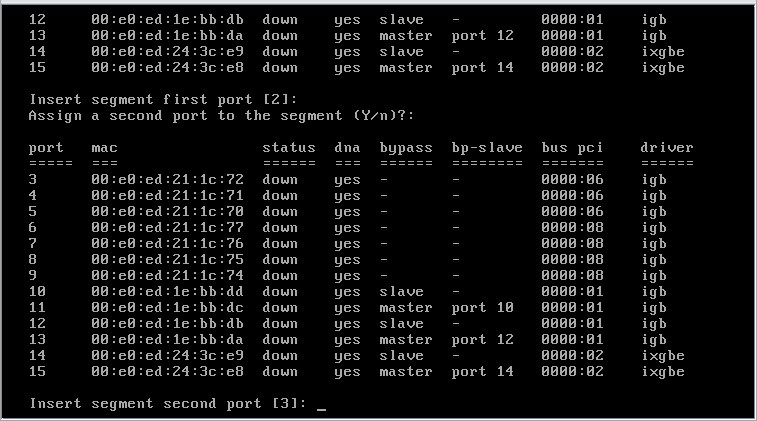 12     00:e0:ed:1e:bb:db  down    yes  slave   -         0000:01    igb
13     00:e0:ed:1e:bb:da  down    yes  master  port 12   0000:01    igb
14     00:e0:ed:24:3c:e9  down    yes  slave   -         0000:02    ixgbe
15     00:e0:ed:24:3c:e8  down    yes  master  port 14   0000:02    ixgbe
Insert segment first port [2]:
Assign a second port to the segment (Y/n)?:
port   mac                status  dna  bypass  bp-slave  bus pci    driver
=====  ===                ======  ===  ======  ========  =======    ======
3      00:e0:ed:21:1c:72  down    yes  -       -         0000:06    igb
4      00:e0:ed:21:1c:71  down    yes  -       -         0000:06    igb
5      00:e0:ed:21:1c:70  down    yes  -       -         0000:06    igb
6      00:e0:ed:21:1c:77  down    yes  -       -         0000:08    igb
7      00:e0:ed:21:1c:76  down    yes  -       -         0000:08    igb
8      00:e0:ed:21:1c:75  down    yes  -       -         0000:08    igb
9      00:e0:ed:21:1c:74  down    yes  -       -         0000:08    igb
10     00:e0:ed:1e:bb:dd  down    yes  slave   -         0000:01    igb
11     00:e0:ed:1e:bb:dc  down    yes  master  port 10   0000:01    igb
12     00:e0:ed:1e:bb:db  down    yes  slave   -         0000:01    igb
13     00:e0:ed:1e:bb:da  down    yes  master  port 12   0000:01    igb
14     00:e0:ed:24:3c:e9  down    yes  slave   -         0000:02    ixgbe
15     00:e0:ed:24:3c:e8  down    yes  master  port 14   0000:02    ixgbe
Insert segment second port [3]: _